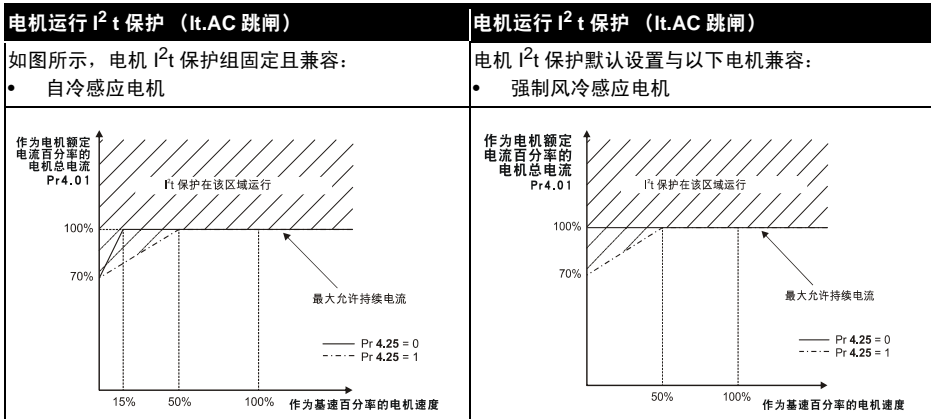 电机运行 I² t 保护 （It.AC 跳闸）
如图所示，电机 I²t 保护组固定且兼容：
• 自冷感应电机
作为电机额定
电流百分率的
电机总电流
Pr4.01
I²t 保护在该区域运行
100%
70%
最大允许持续电流
Pr 4.25 = 0
Pr 4.25 = 1
15% 50% 100% 作为基速百分率的电机速度
电机运行 I² t 保护 （It.AC 跳闸）
电机 I²t 保护默认设置与以下电机兼容：
• 强制风冷感应电机
作为电机额定
电流百分率的
电机总电流
Pr4.01
I²t 保护在该区域运行
100%
70%
最大允许持续电流
Pr 4.25 = 0
Pr 4.25 = 1
50% 100% 作为基速百分率的电机速度